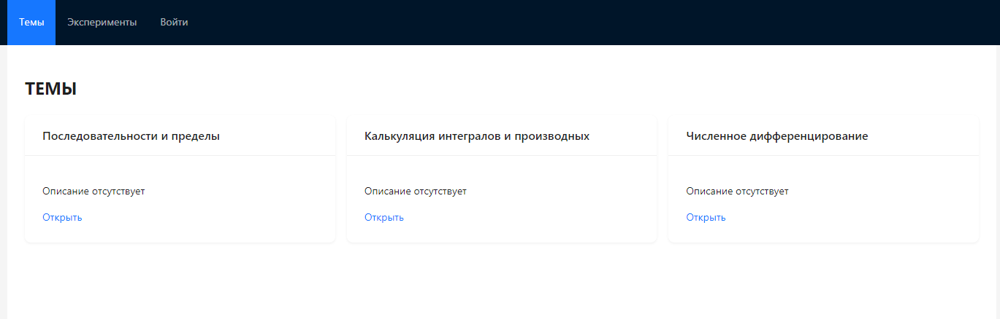 Темы Эксперименты Войти
ТЕМЫ
Последовательности и пределы
Описание отсутствует
Открыть
Калькуляция интегралов и производных
Описание отсутствует
Открыть
Численное дифференцирование
Описание отсутствует
Открыть